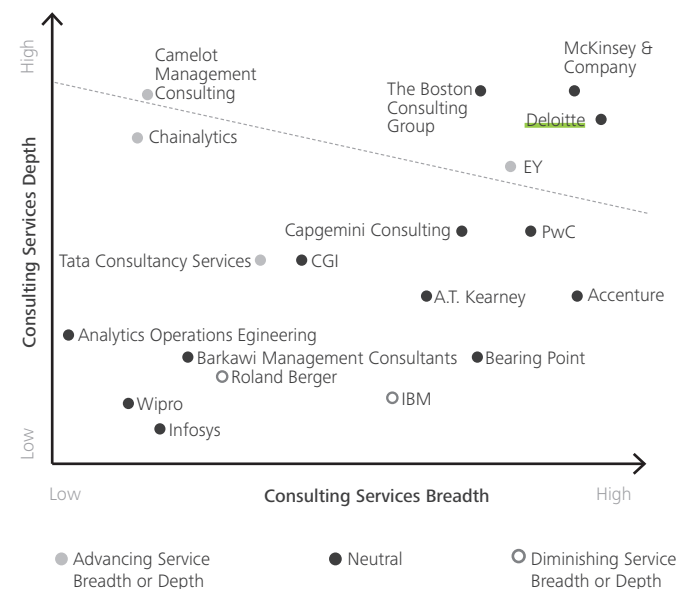 High
Camelot
Management
Consulting
Chainalytics
The Boston
Consulting
Group
McKinsey &
Company
Deloitte
EY
Consulting Services Depth
Capgemini Consulting
PwC
Tata Consultancy Services
CGI
A.T. Kearney
Accenture
Analytics Operations Egineering
Barkawi Management Consultants
Bearing Point
Roland Berger
IBM
Wipro
Infosys
Low
Low
Consulting Services Breadth
High
Advancing Service
Breadth or Depth
Neutral
Diminishing Service
Breadth or Depth